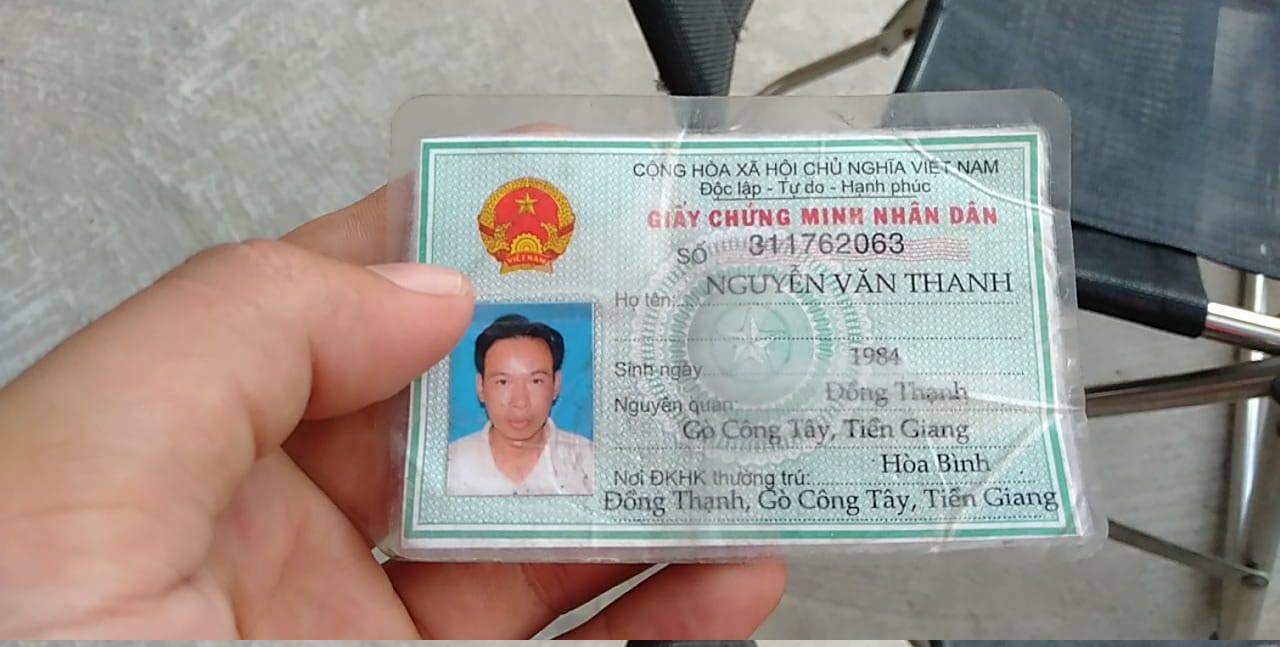 CỘNG HÒA XÃ HỘI CHỦ NGHĨA VIỆT NAM
Độc lập - Tự do - Hạnh phúc
GIẤY CHỨNG MINH NHÂN DÂN
SỐ 311762063
VIỆT NAM
Họ tên: NGUYỄN VĂN THANH
Sinh ngày 1984
Nguyên quán: Đồng Thạnh
Gò Công Tây, Tiền Giang
Nơi ĐKHK thường trú: Hòa Bình
Đồng Thạnh, Gò Công Tây, Tiền Giang